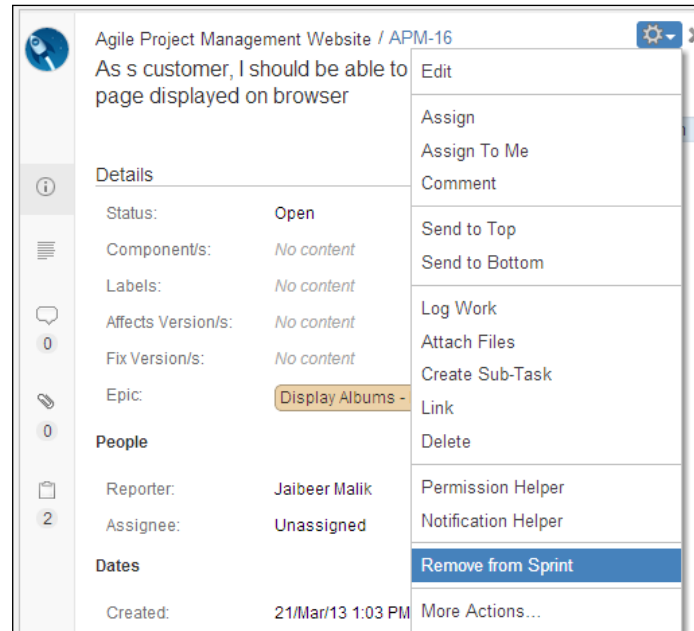 Agile Project Management Website / APM-16
As s customer, I should be able to
page displayed on browser
Details
Status: Open
Component/s: No content
Labels: No content
Affects Version/s: No content
Fix Version/s: No content
Epic: Display Albums -
People
Reporter: Jaibeer Malik
Assignee: Unassigned
Dates
Created: 21/Mar/13 1:03 PM
0
0
2
Edit
Assign
Assign To Me
Comment
Send to Top
Send to Bottom
Log Work
Attach Files
Create Sub-Task
Link
Delete
Permission Helper
Notification Helper
Remove from Sprint
More Actions...